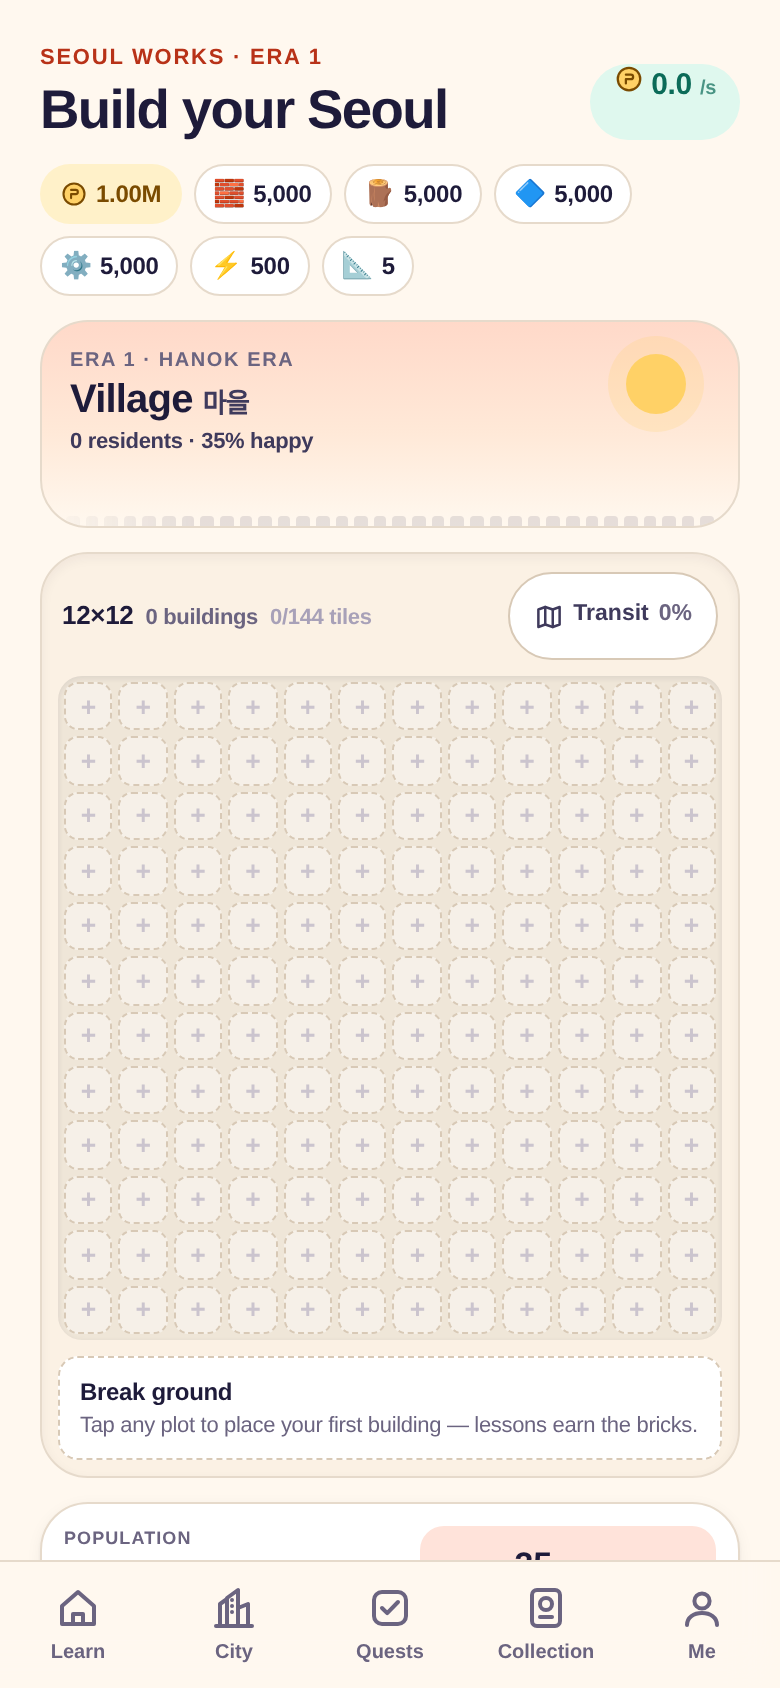 SEOUL WORKS · ERA 1
Build your Seoul
0.0 /s
1.00M 5,000 5,000 5,000
5,000 500 5
ERA 1 · HANOK ERA
Village 마을
0 residents · 35% happy
12×12 0 buildings 0/144 tiles Transit 0%
+ + + + + + + + + + + +
+ + + + + + + + + + + +
+ + + + + + + + + + + +
+ + + + + + + + + + + +
+ + + + + + + + + + + +
+ + + + + + + + + + + +
+ + + + + + + + + + + +
+ + + + + + + + + + + +
+ + + + + + + + + + + +
+ + + + + + + + + + + +
+ + + + + + + + + + + +
+ + + + + + + + + + + +
Break ground
Tap any plot to place your first building — lessons earn the bricks.
POPULATION
Learn City Quests Collection Me